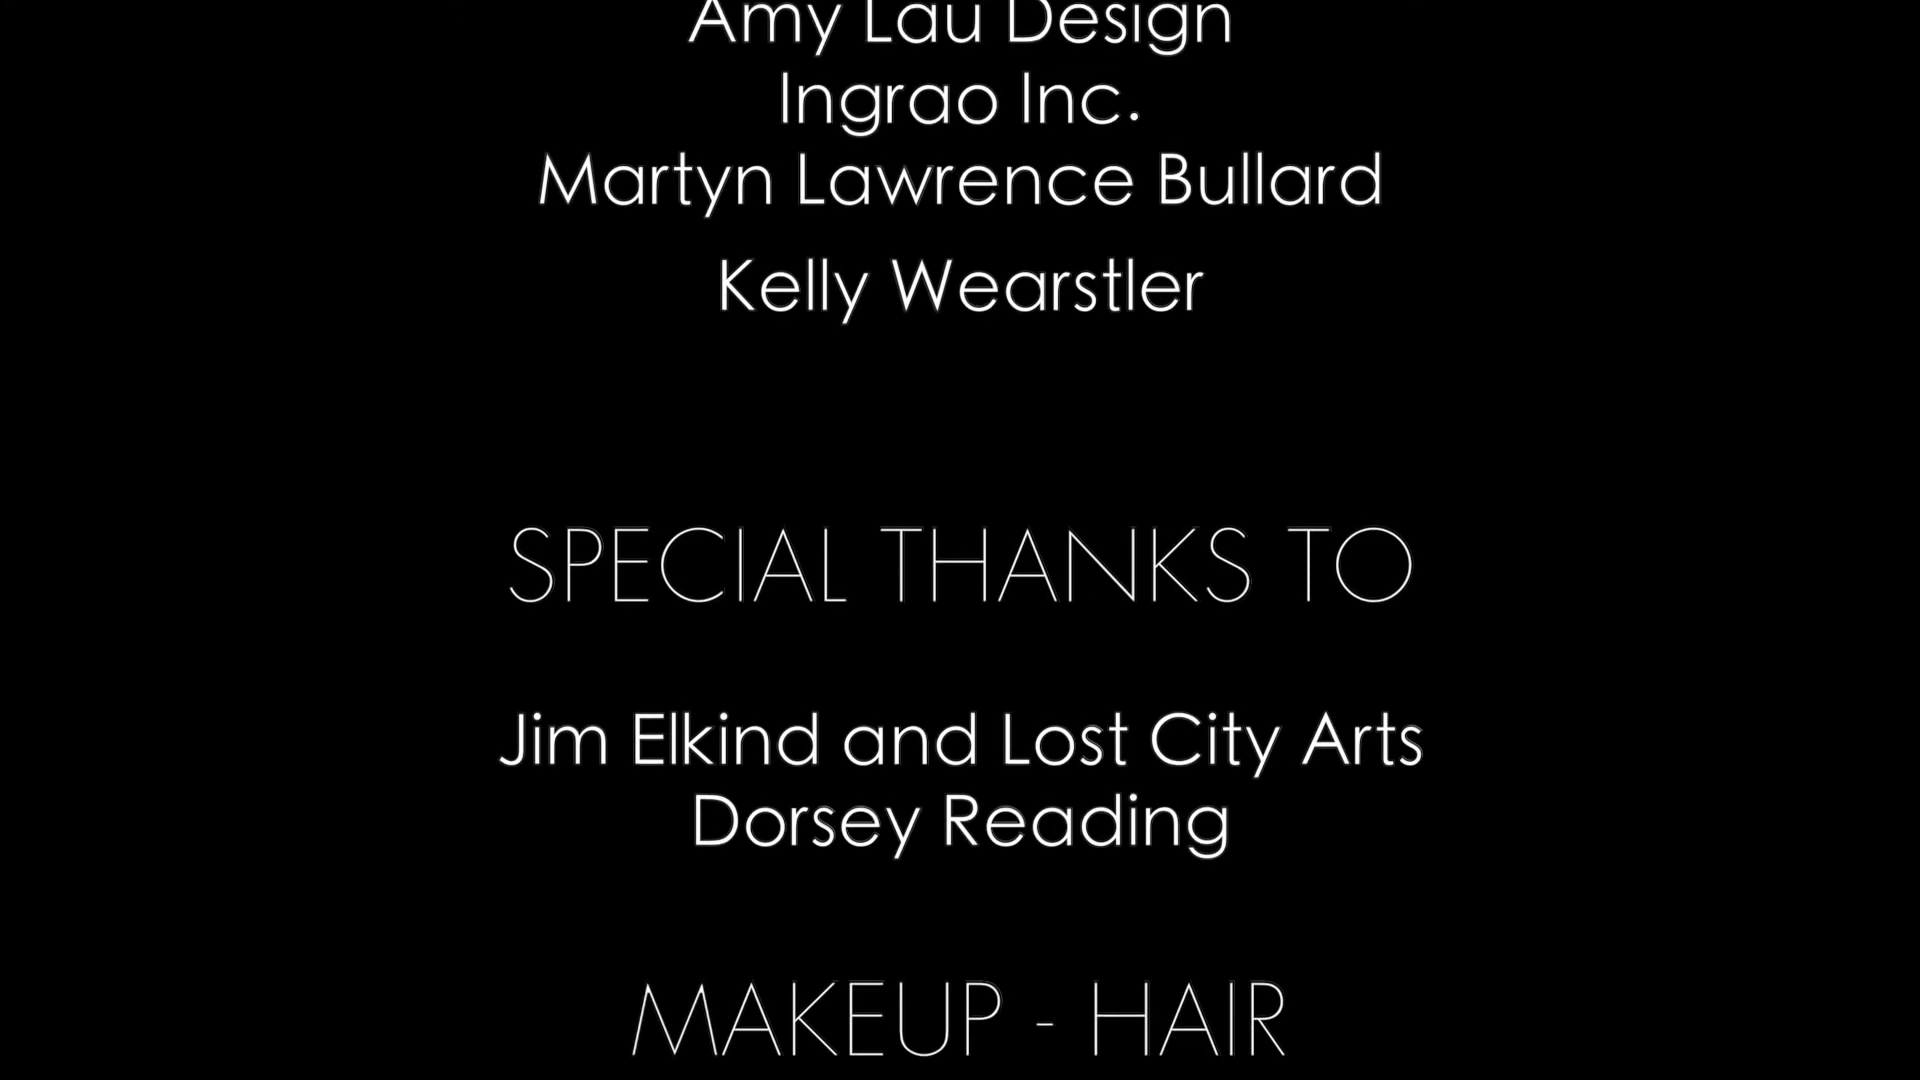 Amy Lau Design
Ingrao Inc.
Martyn Lawrence Bullard
Kelly Wearstler
SPECIAL THANKS TO
Jim Elkind and Lost City Arts
Dorsey Reading
MAKEUP - HAIR